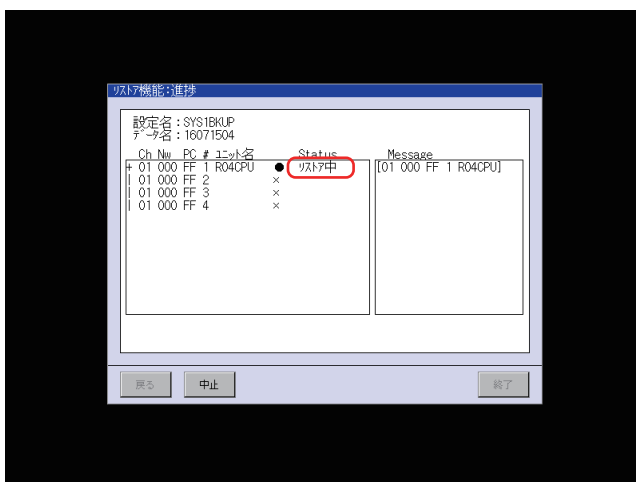 ﾘｽﾄｱ機能:進捗
設定名：SYS1BKUP
ﾃﾞｰﾀ名：16071504
Ch Nw PC # ﾕﾆｯﾄ名 Status Message
+ 01 000 FF 1 R04CPU ● ﾘｽﾄｱ中 [01 000 FF 1 R04CPU]
| 01 000 FF 2 ×
| 01 000 FF 3 ×
| 01 000 FF 4 ×
戻る 中止 終了